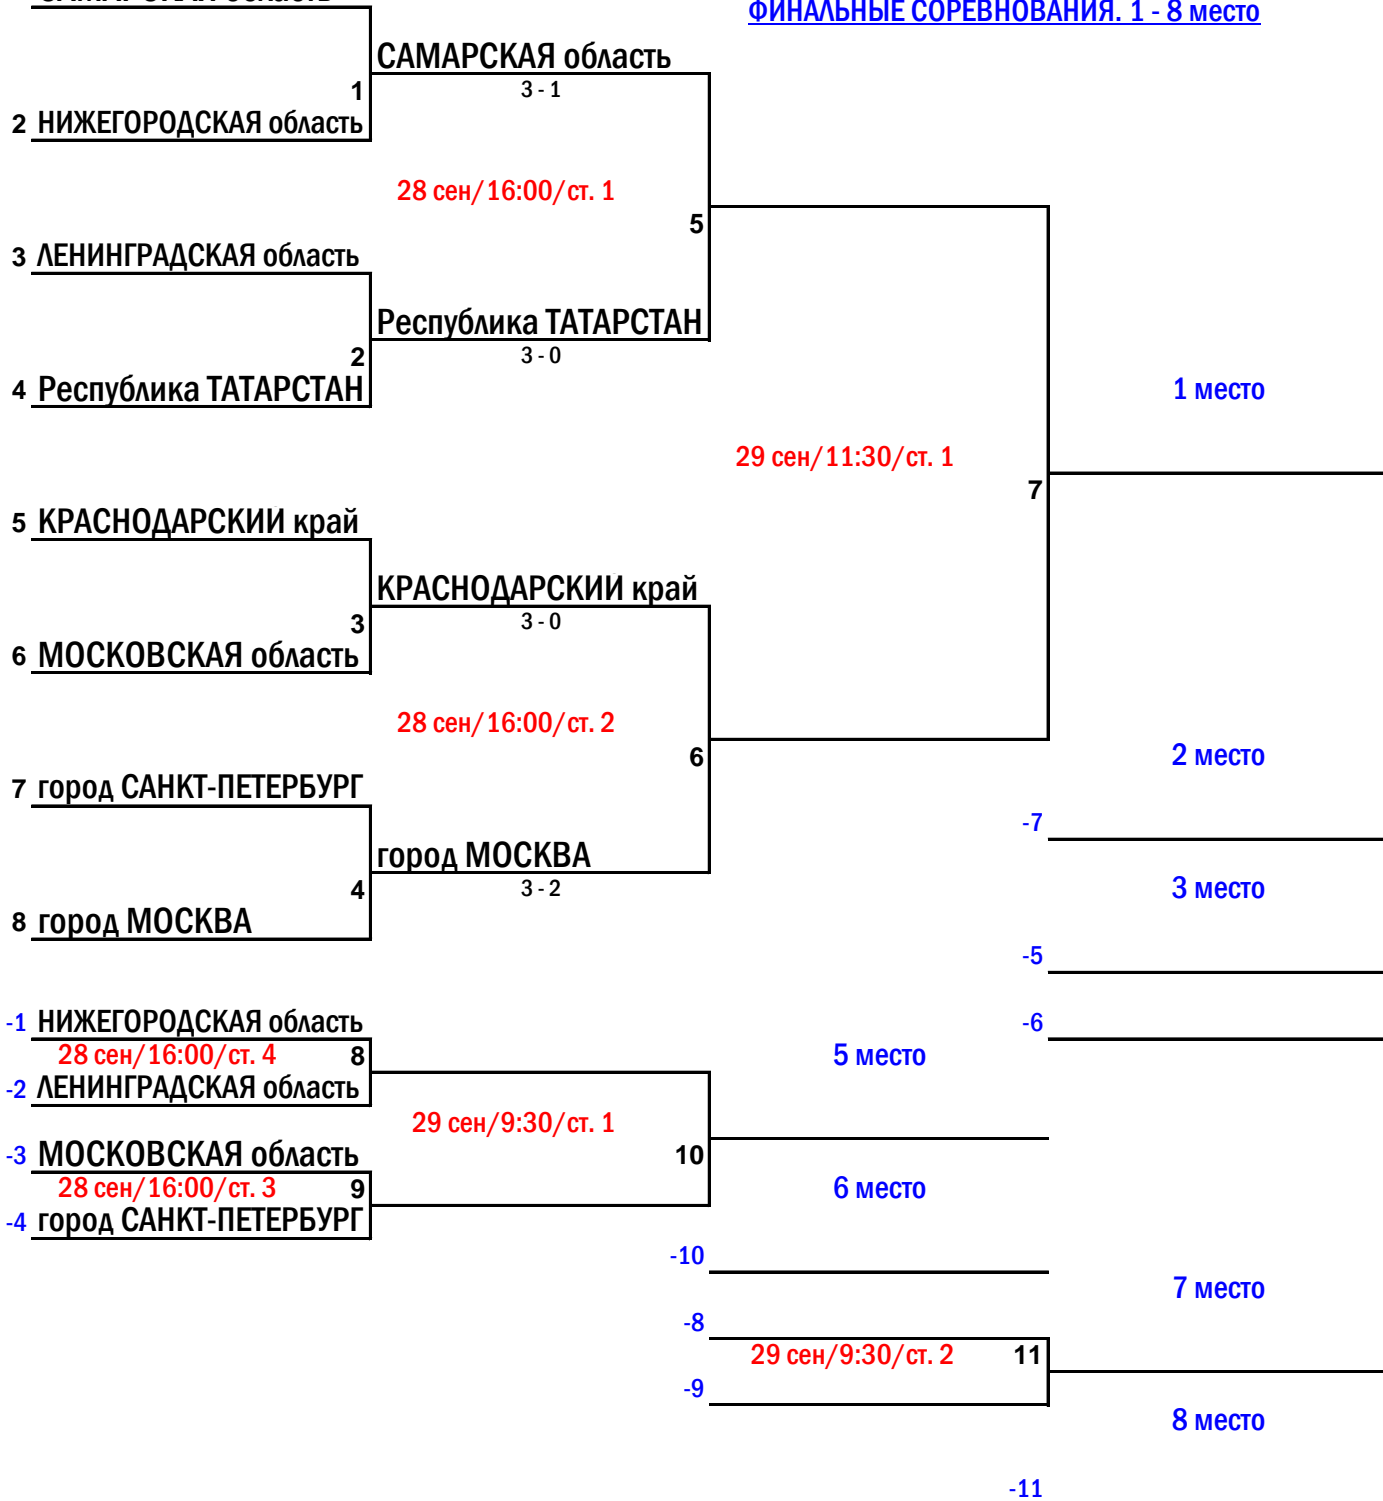 САМАРСКАЯ область
ФИНАЛЬНЫЕ СОРЕВНОВАНИЯ. 1 - 8 место
САМАРСКАЯ область
1
3 - 1
2 НИЖЕГОРОДСКАЯ область
28 сен/16:00/ст. 1
5
3 ЛЕНИНГРАДСКАЯ область
Республика ТАТАРСТАН
2
3 - 0
4 Республика ТАТАРСТАН
1 место
29 сен/11:30/ст. 1
7
5 КРАСНОДАРСКИЙ край
КРАСНОДАРСКИЙ край
3
3 - 0
6 МОСКОВСКАЯ область
28 сен/16:00/ст. 2
6
2 место
7 город САНКТ-ПЕТЕРБУРГ
-7
город МОСКВА
4
3 - 2
3 место
8 город МОСКВА
-5
-1 НИЖЕГОРОДСКАЯ область
-6
28 сен/16:00/ст. 4
8
5 место
-2 ЛЕНИНГРАДСКАЯ область
29 сен/9:30/ст. 1
-3 МОСКОВСКАЯ область
10
28 сен/16:00/ст. 3
9
6 место
-4 город САНКТ-ПЕТЕРБУРГ
-10
7 место
-8
29 сен/9:30/ст. 2
11
-9
8 место
-11